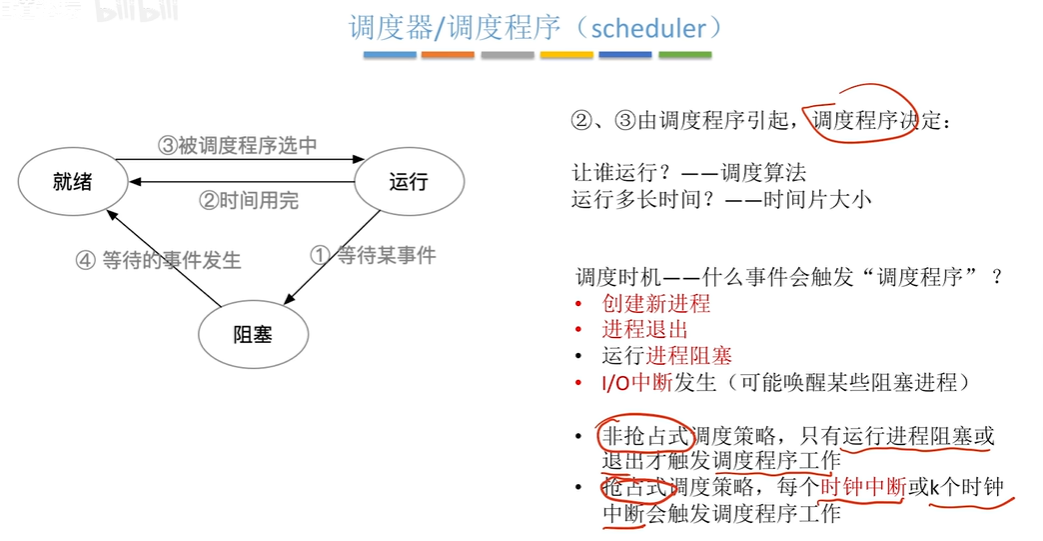 bilibili
调度器/调度程序（scheduler）
③被调度程序选中
就绪
运行
②时间用完
④ 等待的事件发生
① 等待某事件
阻塞
②、③由调度程序引起，调度程序决定：
让谁运行？——调度算法
运行多长时间？——时间片大小
调度时机——什么事件会触发“调度程序”？
• 创建新进程
• 进程退出
• 运行进程阻塞
• I/O中断发生（可能唤醒某些阻塞进程）
• 非抢占式调度策略，只有运行进程阻塞或
退出才触发调度程序工作
• 抢占式调度策略，每个时钟中断或k个时钟
中断会触发调度程序工作